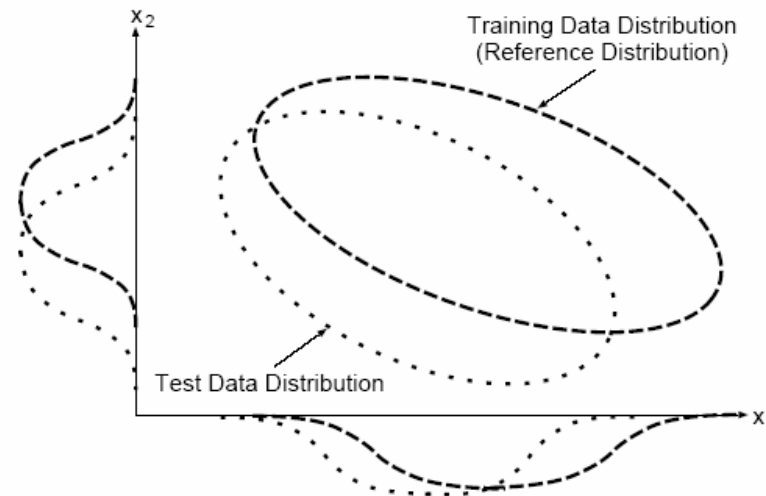 x2
Training Data Distribution
(Reference Distribution)
Test Data Distribution
x